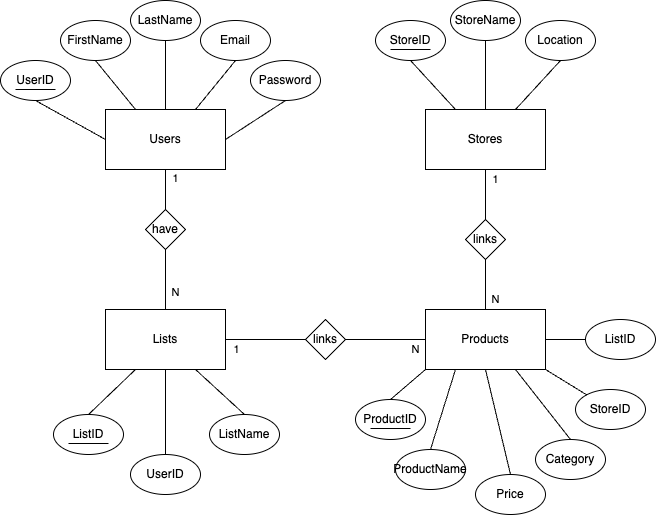 LastName
StoreName
FirstName
Email
StoreID
Location
UserID
Password
Users
Stores
1
1
have
links
N
N
Lists
1
links
N
Products
ListID
ListID
ListName
ProductID
StoreID
UserID
ProductName
Category
Price